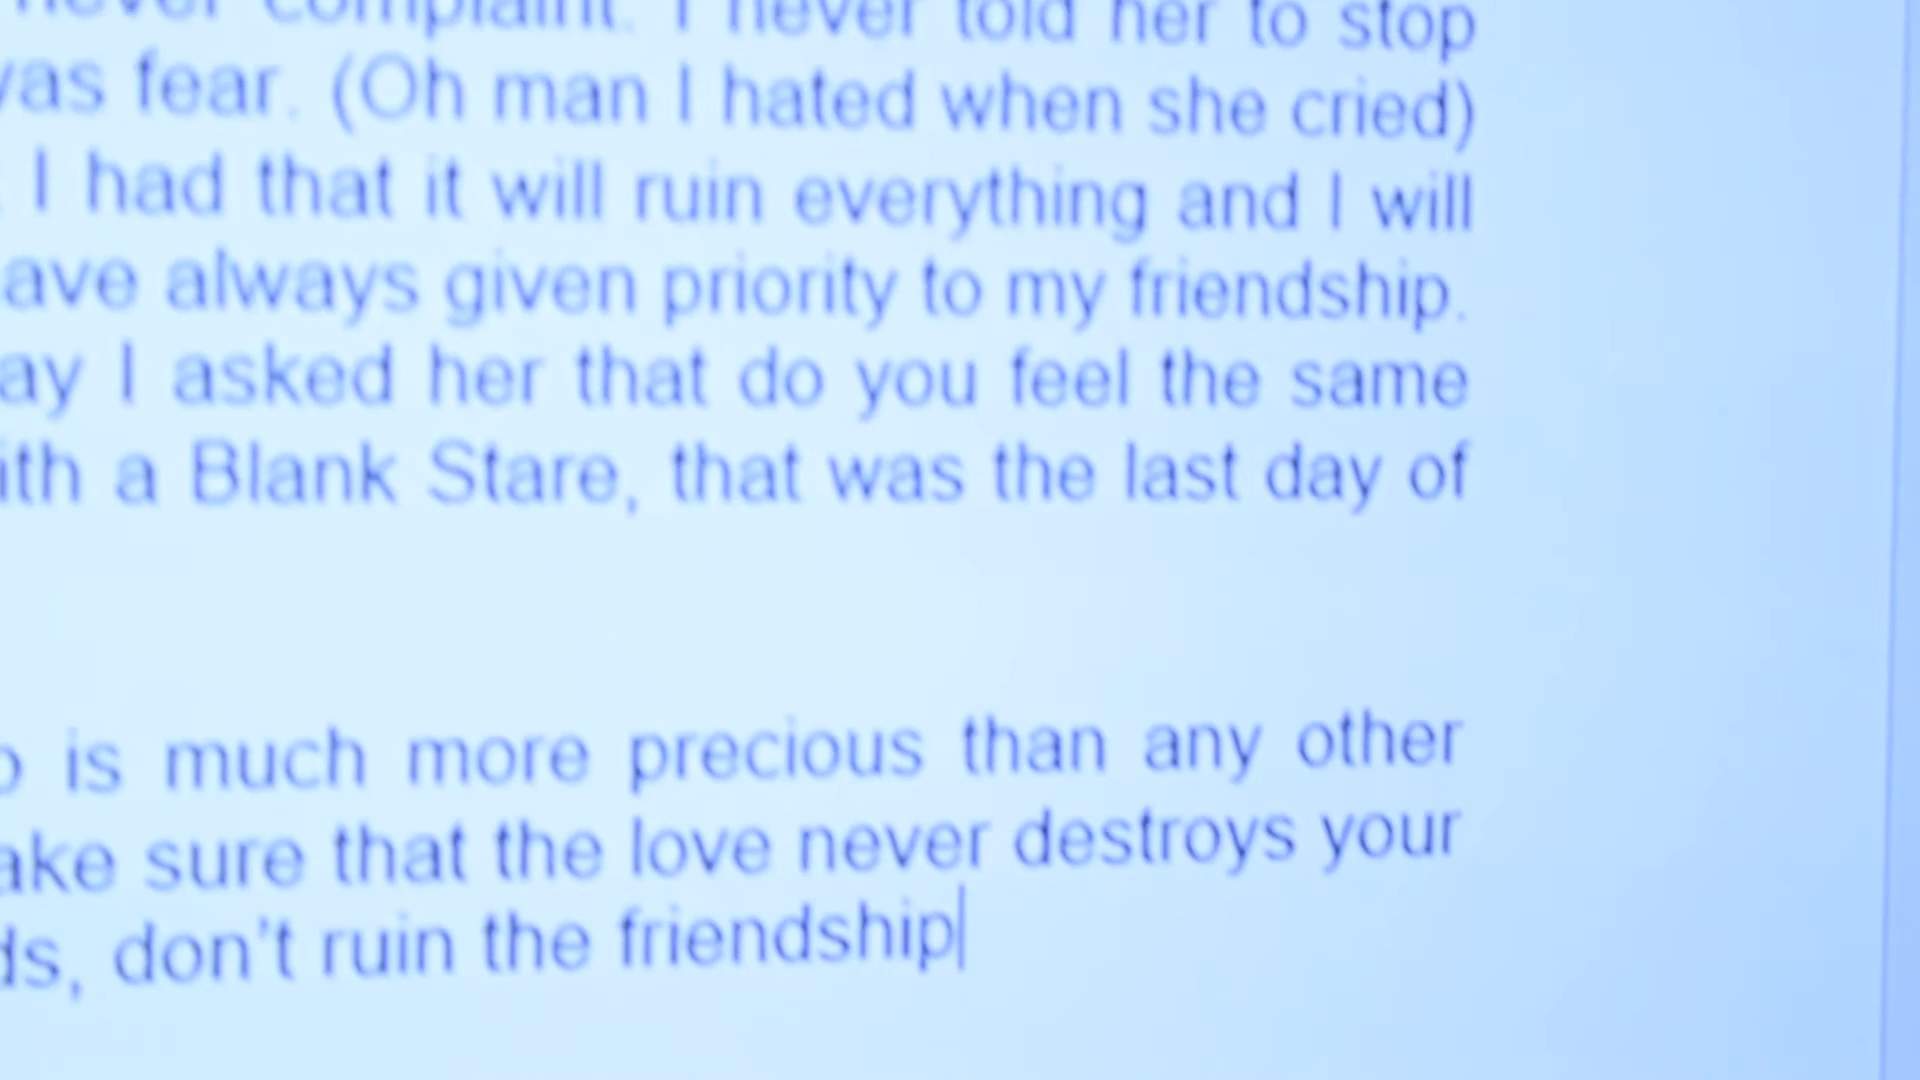 never complaint. I never told her to stop
was fear. (Oh man I hated when she cried)
I had that it will ruin everything and I will
ave always given priority to my friendship.
ay I asked her that do you feel the same
ith a Blank Stare, that was the last day of
is much more precious than any other
ake sure that the love never destroys your
ds, don't ruin the friendship